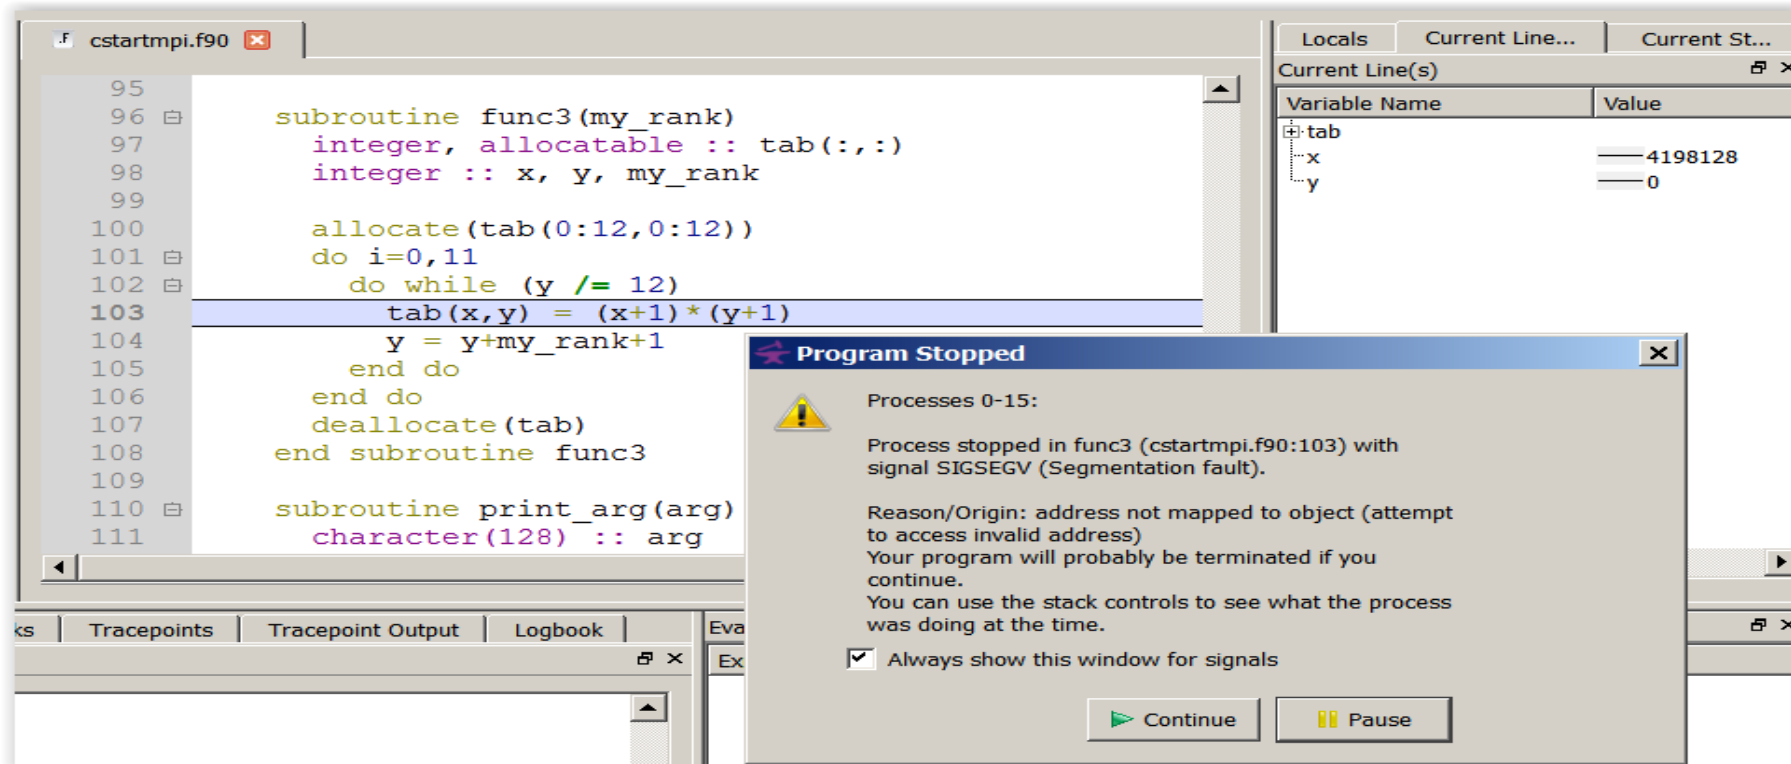 cstartmpi.f90
95
96 subroutine func3(my_rank)
97 integer, allocatable :: tab(:,:)
98 integer :: x, y, my_rank
99
100 allocate(tab(0:12,0:12))
101 do i=0,11
102 do while (y /= 12)
103 tab(x,y) = (x+1)*(y+1)
104 y = y+my_rank+1
105 end do
106 end do
107 deallocate(tab)
108 end subroutine func3
109
110 subroutine print_arg(arg)
111 character(128) :: arg
Locals Current Line... Current St...
Current Line(s)
Variable Name Value
tab
x 4198128
y 0
Program Stopped
Processes 0-15:
Process stopped in func3 (cstartmpi.f90:103) with
signal SIGSEGV (Segmentation fault).
Reason/Origin: address not mapped to object (attempt
to access invalid address)
Your program will probably be terminated if you
continue.
You can use the stack controls to see what the process
was doing at the time.
Always show this window for signals
Continue Pause
ks Tracepoints Tracepoint Output Logbook
Eva
Ex